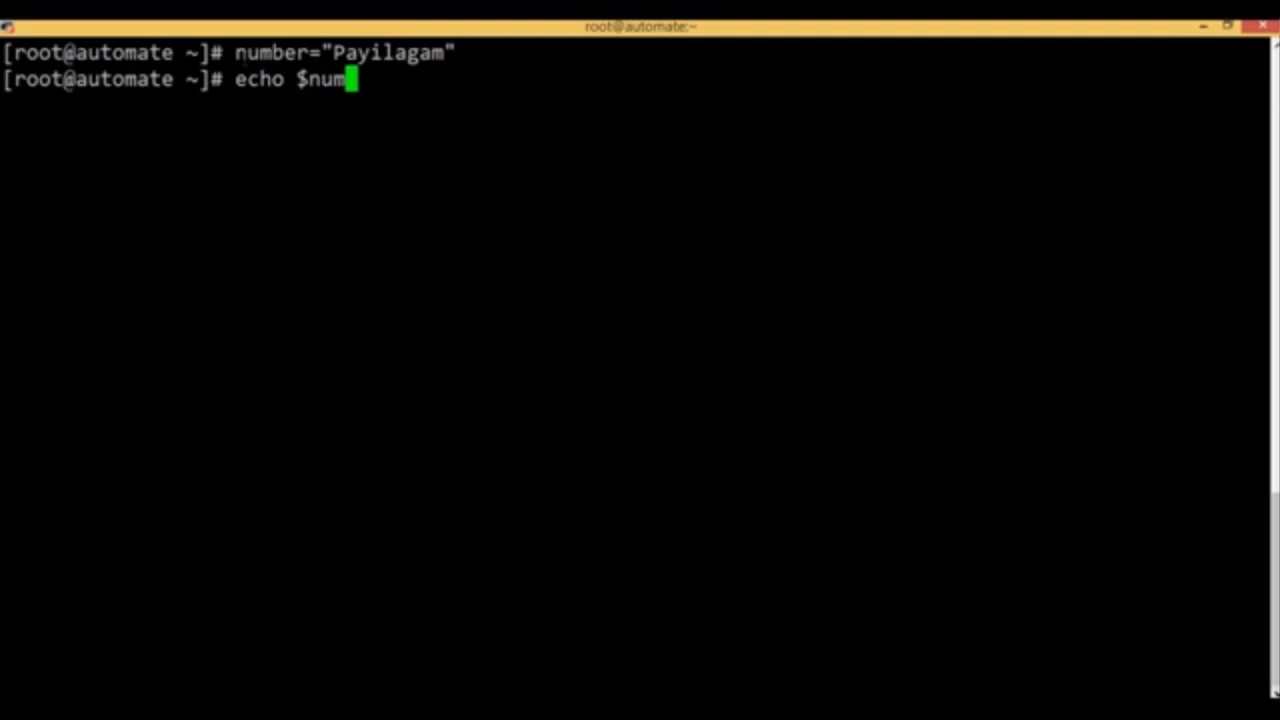 root@automate:~
[root@automate ~]# number="Payilagam"
[root@automate ~]# echo $num